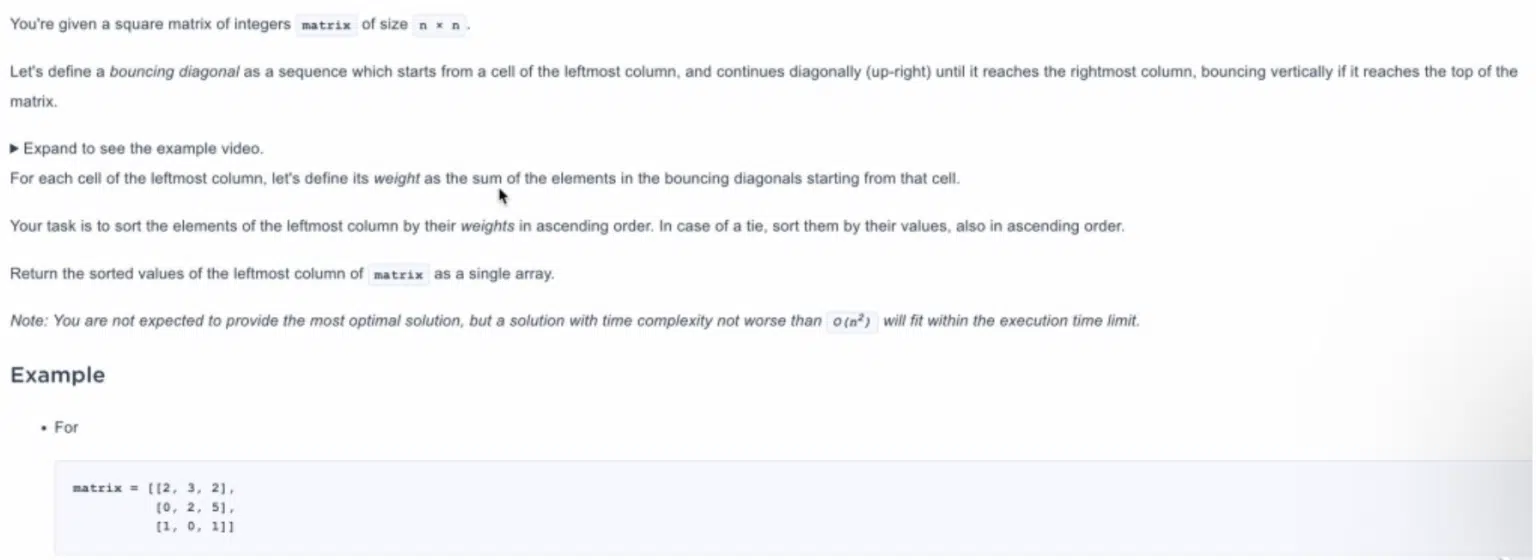 You're given a square matrix of integers matrix of size n × n.
Let's define a bouncing diagonal as a sequence which starts from a cell of the leftmost column, and continues diagonally (up-right) until it reaches the rightmost column, bouncing vertically if it reaches the top of the
matrix.
▶ Expand to see the example video.
For each cell of the leftmost column, let's define its weight as the sum of the elements in the bouncing diagonals starting from that cell.
Your task is to sort the elements of the leftmost column by their weights in ascending order. In case of a tie, sort them by their values, also in ascending order.
Return the sorted values of the leftmost column of matrix as a single array.
Note: You are not expected to provide the most optimal solution, but a solution with time complexity not worse than O(n²) will fit within the execution time limit.
Example
• For
matrix = [[2, 3, 2],
[0, 2, 5],
[1, 0, 1]]